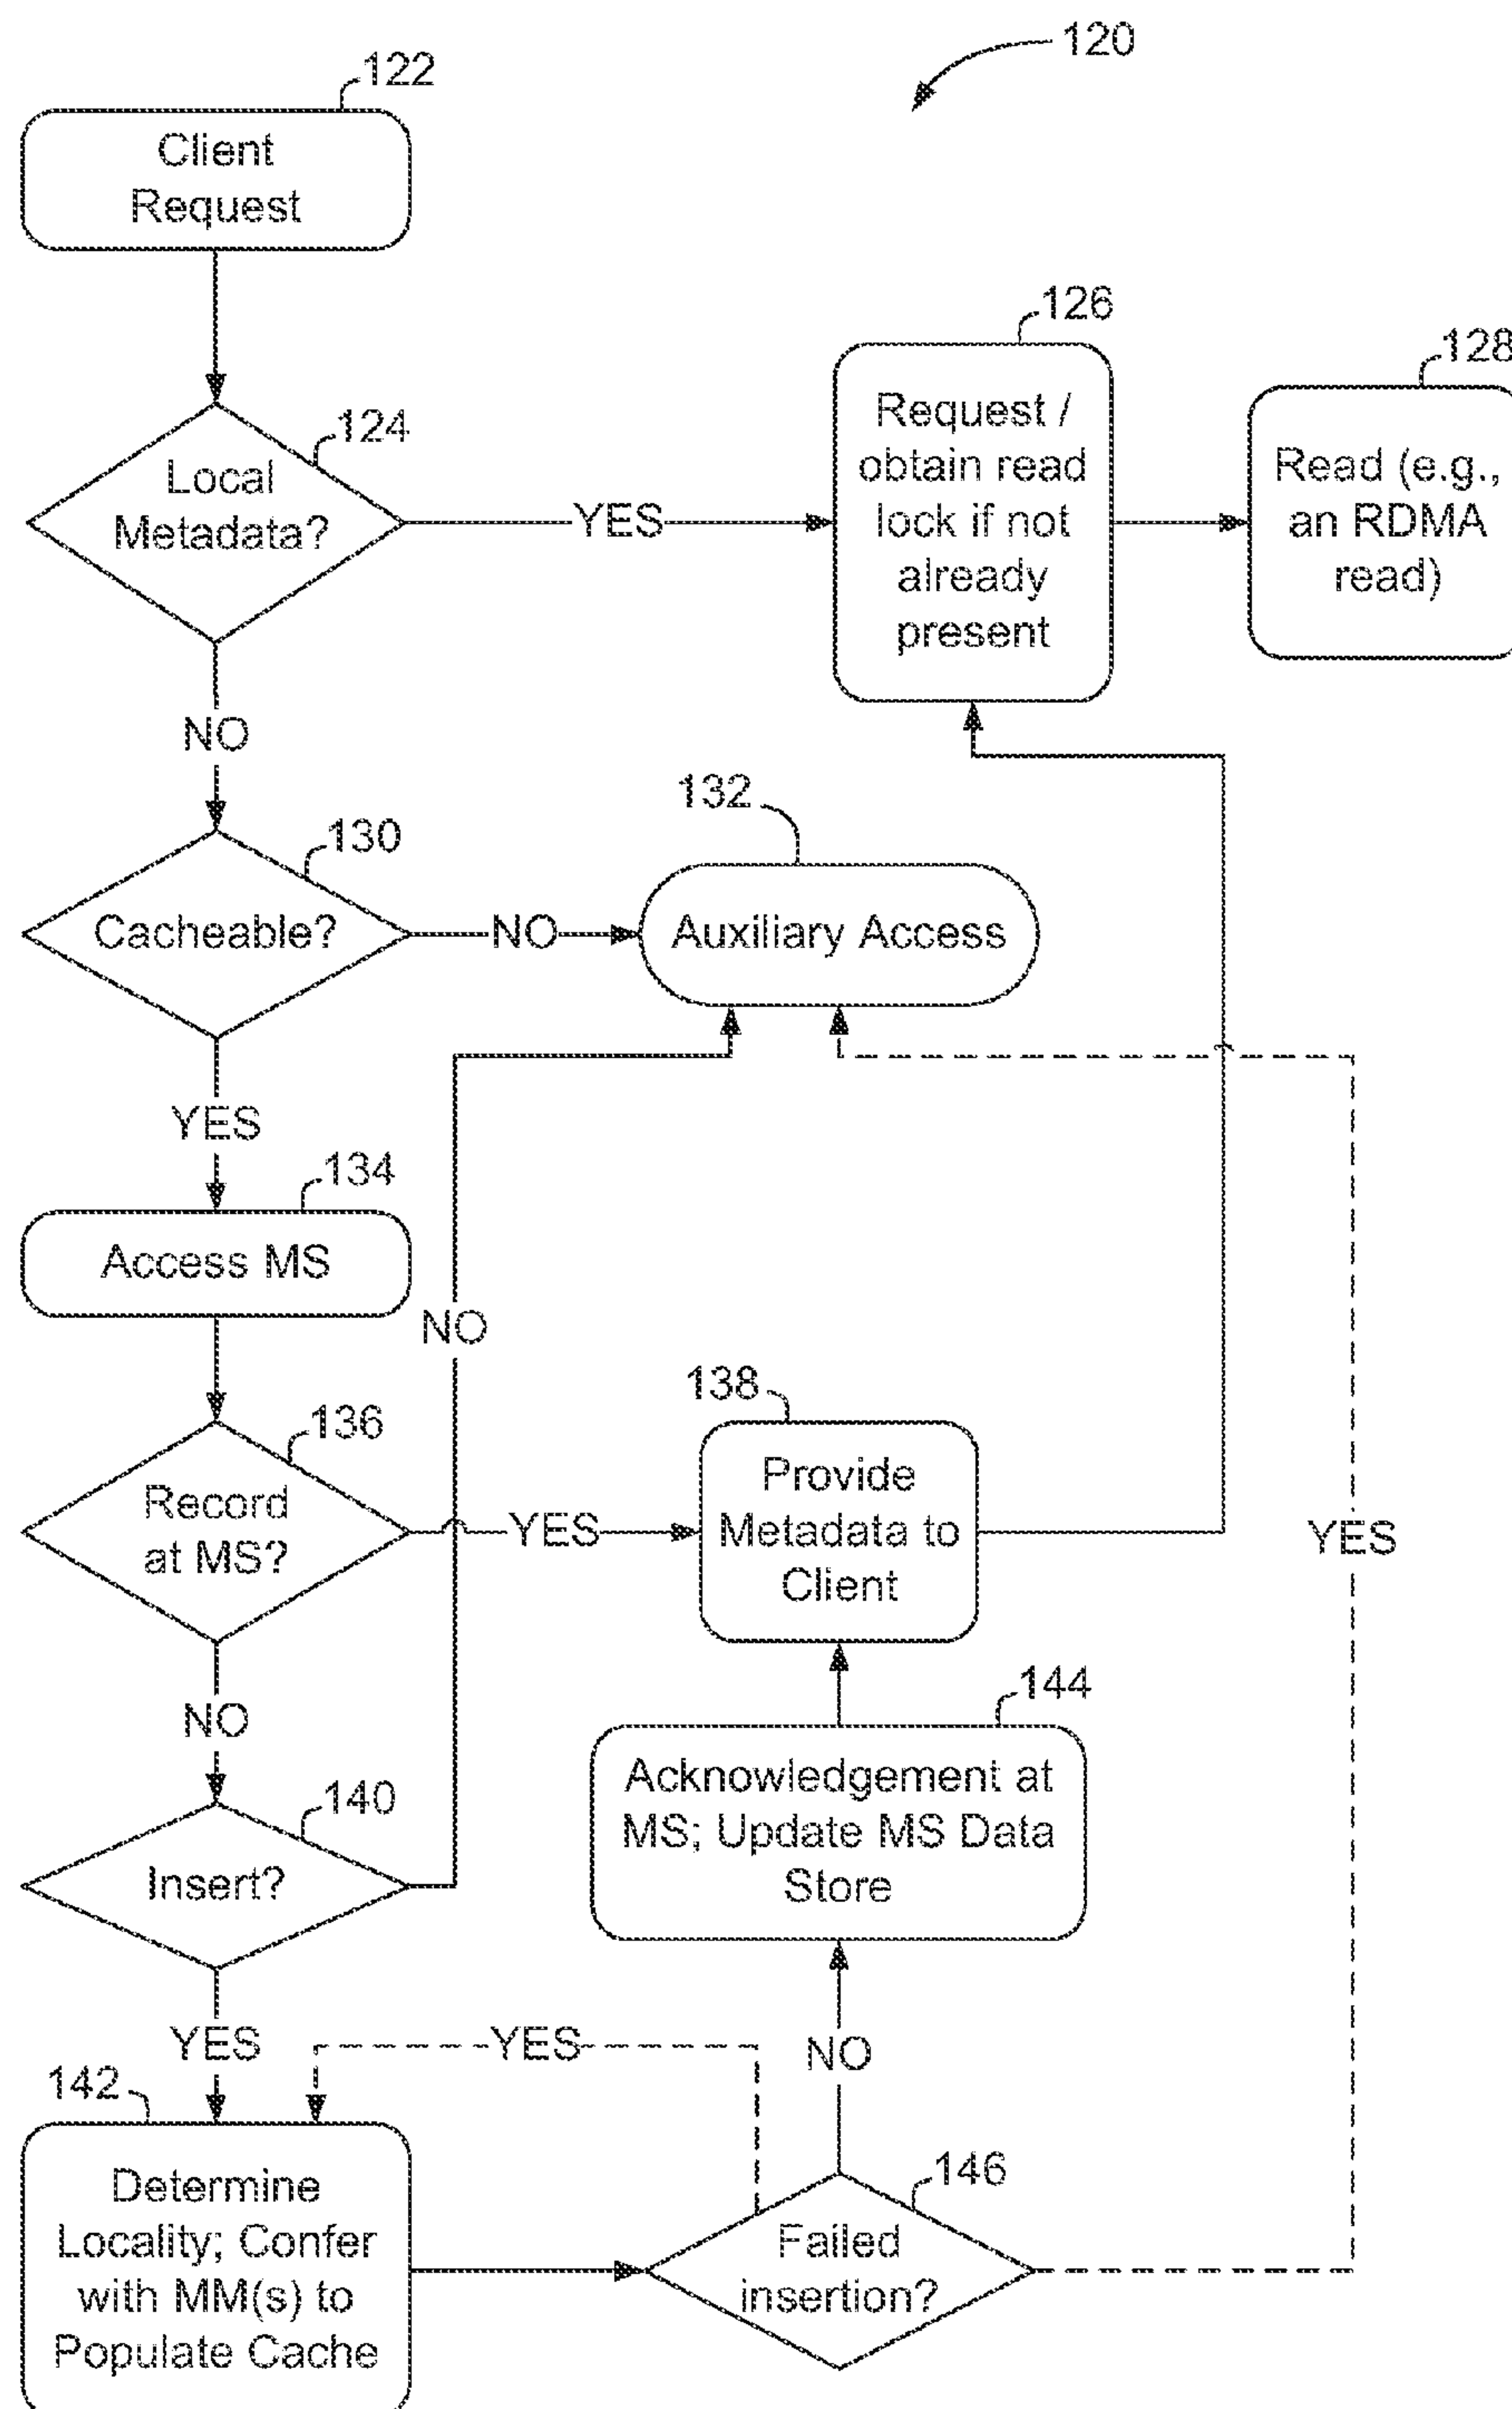 120
122
Client
Request
126
128
124
Local
Metadata?
YES
Request /
obtain read
lock if not
already
present
Read (e.g.,
an RDMA
read)
NO
132
130
Cacheable?
NO
Auxiliary Access
YES
134
Access MS
NO
138
136
Record
at MS?
YES
Provide
Metadata to
Client
YES
NO
144
140
Insert?
Acknowledgement at
MS; Update MS Data
Store
YES
YES
NO
142
Determine
Locality; Confer
with MM(s) to
Populate Cache
146
Failed
insertion?